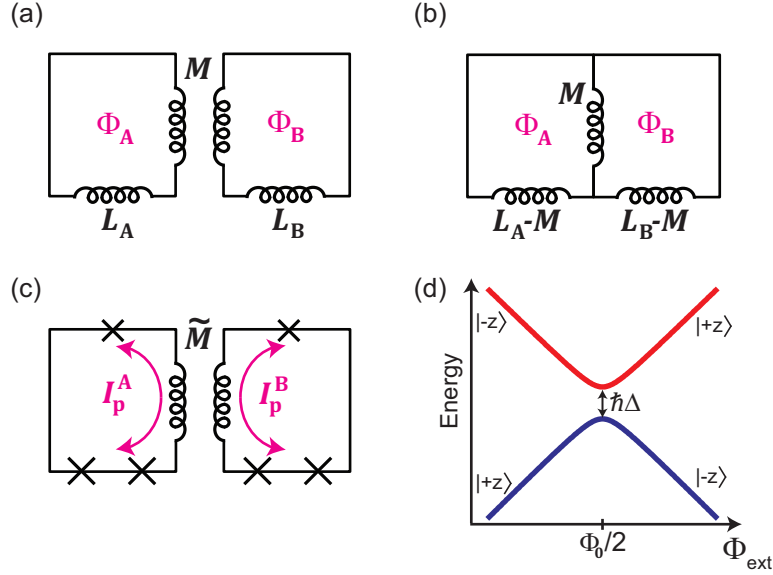 (a)
M
Φ_A
Φ_B
L_A
L_B
(b)
M
Φ_A
Φ_B
L_A-M
L_B-M
(c)
M̃
I_p^A
I_p^B
(d)
Energy
|-z⟩
|+z⟩
ħΔ
|+z⟩
|-z⟩
Φ_0/2
Φ_ext